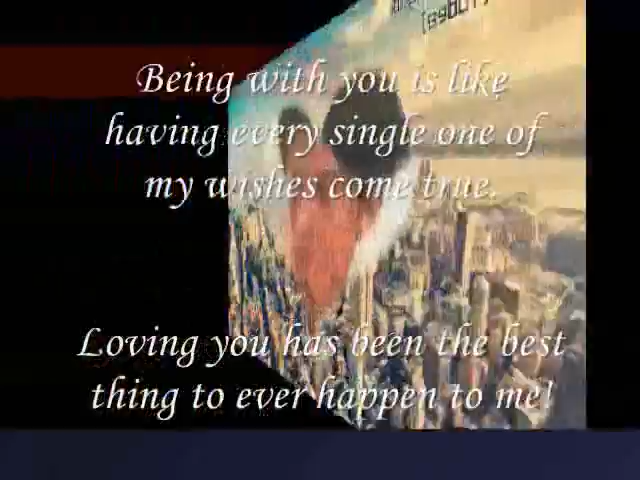 Being with you is like
having every single one of
my wishes come true.
Loving you has been the best
thing to ever happen to me!